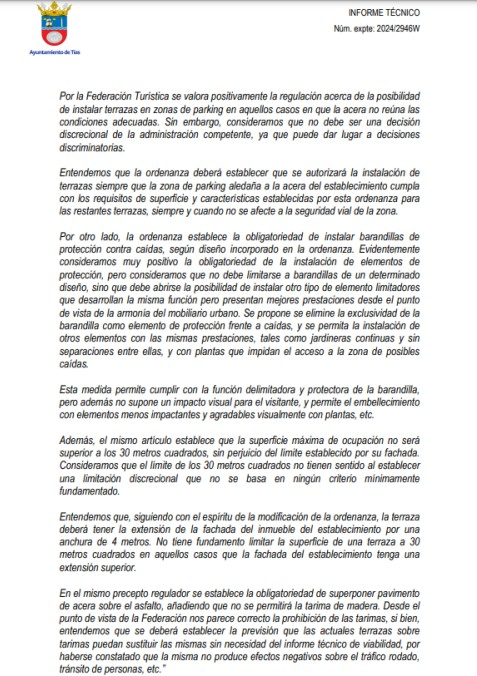 INFORME TÉCNICO
Núm. expte: 2024/2946W
Ayuntamiento de Tías
Por la Federación Turística se valora positivamente la regulación acerca de la posibilidad
de instalar terrazas en zonas de parking en aquellos casos en que la acera no reúna las
condiciones adecuadas. Sin embargo, consideramos que no debe ser una decisión
discrecional de la administración competente, ya que puede dar lugar a decisiones
discriminatorias.
Entendemos que la ordenanza deberá establecer que se autorizará la instalación de
terrazas siempre que la zona de parking aledaña a la acera del establecimiento cumpla
con los requisitos de superficie y características establecidas por esta ordenanza para
las restantes terrazas, siempre y cuando no se afecte a la seguridad vial de la zona.
Por otro lado, la ordenanza establece la obligatoriedad de instalar barandillas de
protección contra caídas, según diseño incorporado en la ordenanza. Evidentemente
consideramos muy positivo la obligatoriedad de la instalación de elementos de
protección, pero consideramos que no debe limitarse a barandillas de un determinado
diseño, sino que debe abrirse la posibilidad de instalar otro tipo de elemento limitadores
que desarrollan la misma función pero presentan mejores prestaciones desde el punto
de vista de la armonía del mobiliario urbano. Se propone se elimine la exclusividad de la
barandilla como elemento de protección frente a caídas, y se permita la instalación de
otros elementos con las mismas prestaciones, tales como jardineras continuas y sin
separaciones entre ellas, y con plantas que impidan el acceso a la zona de posibles
caídas.
Esta medida permite cumplir con la función delimitadora y protectora de la barandilla,
pero además no supone un impacto visual para el visitante, y permite el embellecimiento
con elementos menos impactantes y agradables visualmente con plantas, etc.
Además, el mismo artículo establece que la superficie máxima de ocupación no será
superior a los 30 metros cuadrados, sin perjuicio del límite establecido por su fachada.
Consideramos que el límite de los 30 metros cuadrados no tienen sentido al establecer
una limitación discrecional que no se basa en ningún criterio mínimamente
fundamentado.
Entendemos que, siguiendo con el espíritu de la modificación de la ordenanza, la terraza
deberá tener la extensión de la fachada del inmueble del establecimiento por una
anchura de 4 metros. No tiene fundamento limitar la superficie de una terraza a 30
metros cuadrados en aquellos casos que la fachada del establecimiento tenga una
extensión superior.
En el mismo precepto regulador se establece la obligatoriedad de superponer pavimento
de acera sobre el asfalto, añadiendo que no se permitirá la tarima de madera. Desde el
punto de vista de la Federación nos parece correcto la prohibición de las tarimas, si bien,
entendemos que se deberá establecer la previsión que las actuales terrazas sobre
tarimas puedan sustituir las mismas sin necesidad del informe técnico de viabilidad, por
haberse constatado que la misma no produce efectos negativos sobre el tráfico rodado,
tránsito de personas, etc."